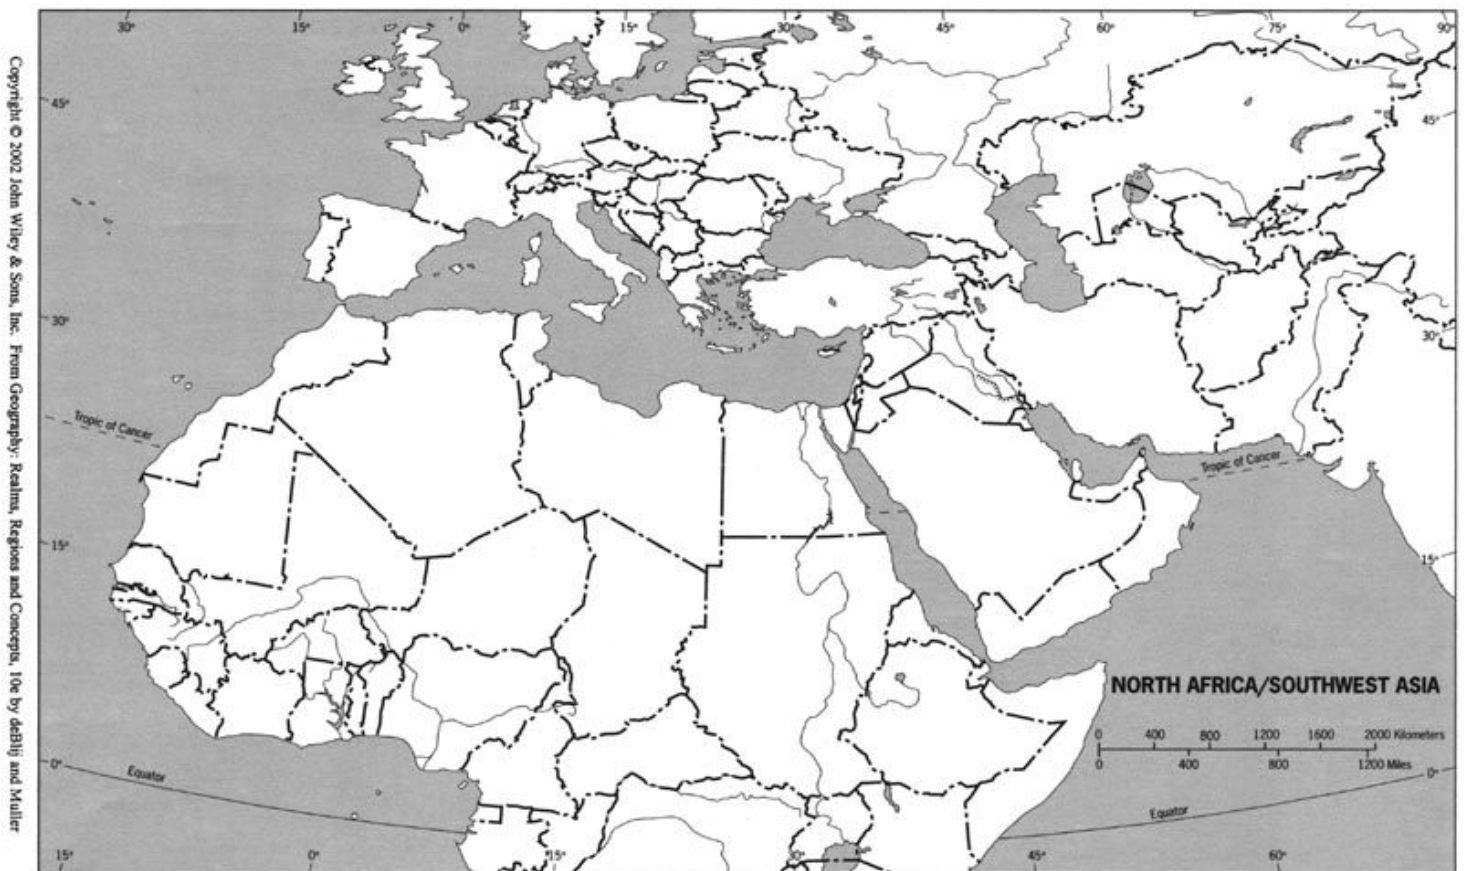 30°
15°
0°
15°
30°
45°
60°
75°
90°
45°
45°
30°
30°
Tropic of Cancer
Tropic of Cancer
15°
15°
NORTH AFRICA/SOUTHWEST ASIA
0 400 800 1200 1600 2000 Kilometers
0 400 800 1200 Miles
0°
0°
Equator
Equator
15°
0°
15°
30°
45°
60°
Copyright © 2002 John Wiley & Sons, Inc. From Geography: Realms, Regions and Concepts, 10e by deBlij and Muller